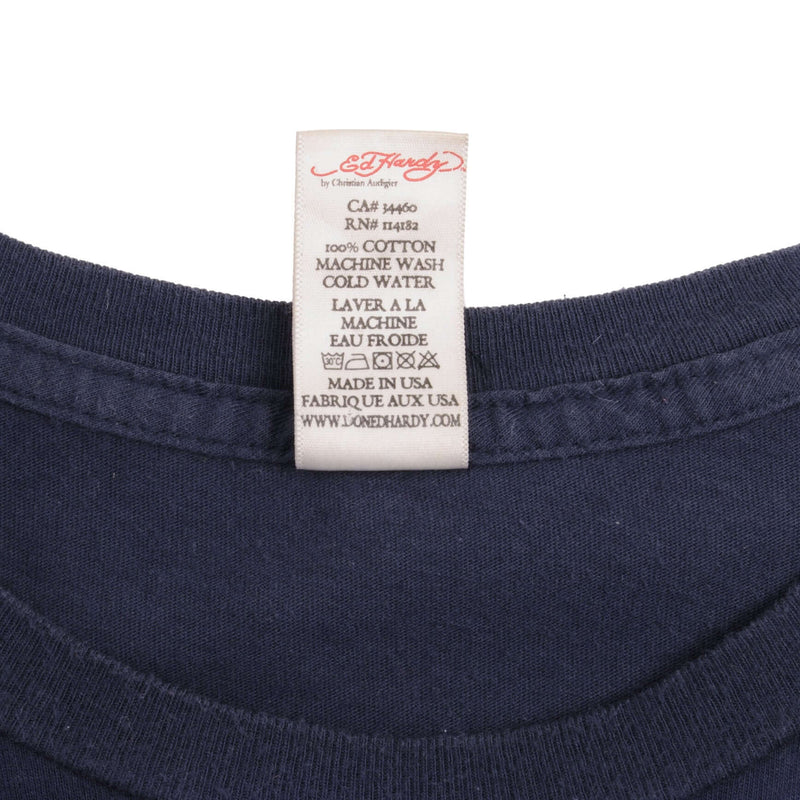 Ed Hardy
by Christian Audigier
CA# 34460
RN# 114182
100% COTTON
MACHINE WASH
COLD WATER
LAVER A LA
MACHINE
EAU FROIDE
30°C
MADE IN USA
FABRIQUE AUX USA
WWW.DONEDHARDY.COM